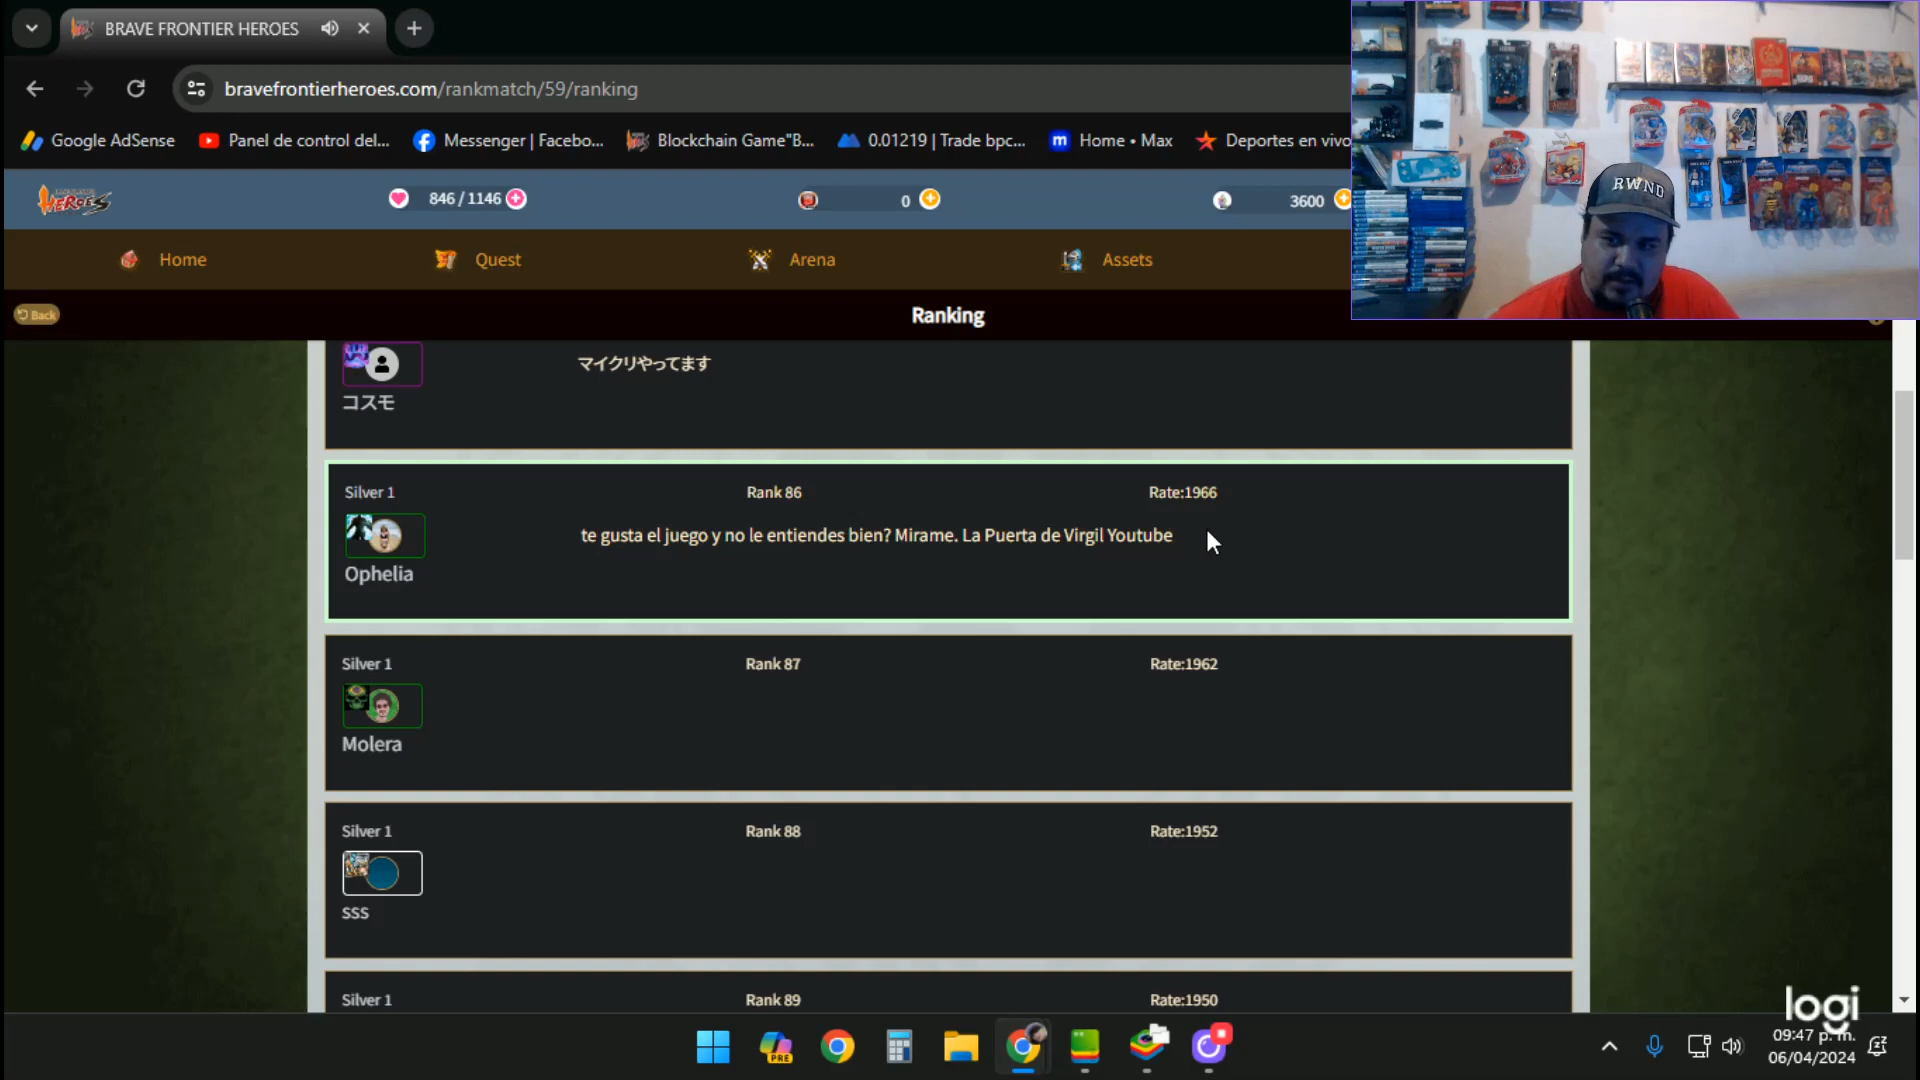 BRAVE FRONTIER HEROES
bravefrontierheroes.com/rankmatch/59/ranking
Google AdSense
Panel de control del...
Messenger | Facebo...
Blockchain Game"B...
0.01219 | Trade bpc...
Home • Max
Deportes en vivo
HEROES
846 / 1146
0
3600
Home
Quest
Arena
Assets
Back
Ranking
マイクリやってます
コスモ
Silver 1
Rank 86
Rate:1966
te gusta el juego y no le entiendes bien? Mirame. La Puerta de Virgil Youtube
Ophelia
Silver 1
Rank 87
Rate:1962
Molera
Silver 1
Rank 88
Rate:1952
sss
Silver 1
Rank 89
Rate:1950
RWND
logi
PRE
09:47 p. m.
06/04/2024